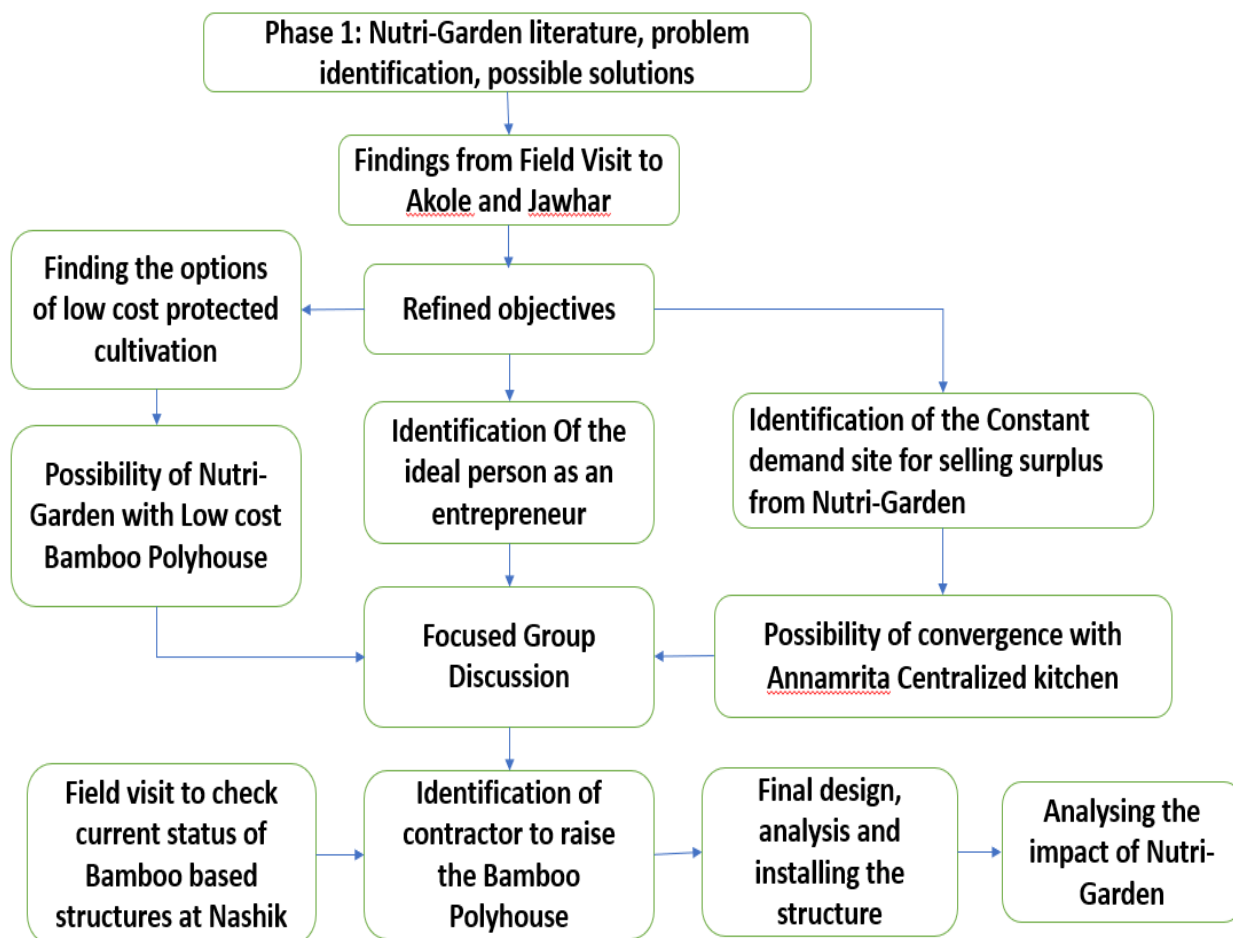 Phase 1: Nutri-Garden literature, problem
identification, possible solutions
Findings from Field Visit to
Akole and Jawhar
Finding the options
of low cost protected
cultivation
Refined objectives
Possibility of Nutri-
Garden with Low cost
Bamboo Polyhouse
Identification Of the
ideal person as an
entrepreneur
Identification of the Constant
demand site for selling surplus
from Nutri-Garden
Focused Group
Discussion
Possibility of convergence with
Annamrita Centralized kitchen
Field visit to check
current status of
Bamboo based
structures at Nashik
Identification of
contractor to raise
the Bamboo
Polyhouse
Final design,
analysis and
installing the
structure
Analysing the
impact of Nutri-
Garden